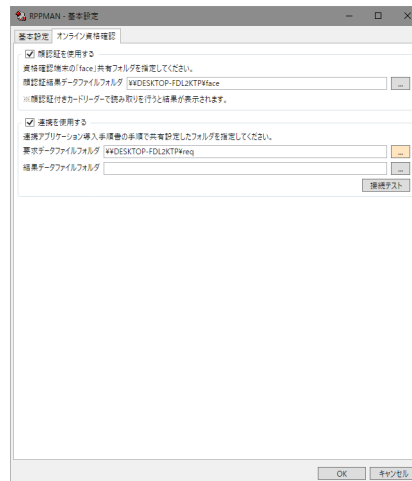 RPPMAN - 基本設定
基本設定 オンライン資格確認
顔認証を使用する
資格確認端末の「face」共有フォルダを指定してください。
顔認証結果データファイルフォルダ ¥¥DESKTOP-FDL2KTP¥face ...
※顔認証付きカードリーダーで読み取りを行うと結果が表示されます。
連携を使用する
連携アプリケーション導入手順書の手順で共有設定したフォルダを指定してください。
要求データファイルフォルダ ¥¥DESKTOP-FDL2KTP¥req ...
結果データファイルフォルダ ...
接続テスト
OK キャンセル